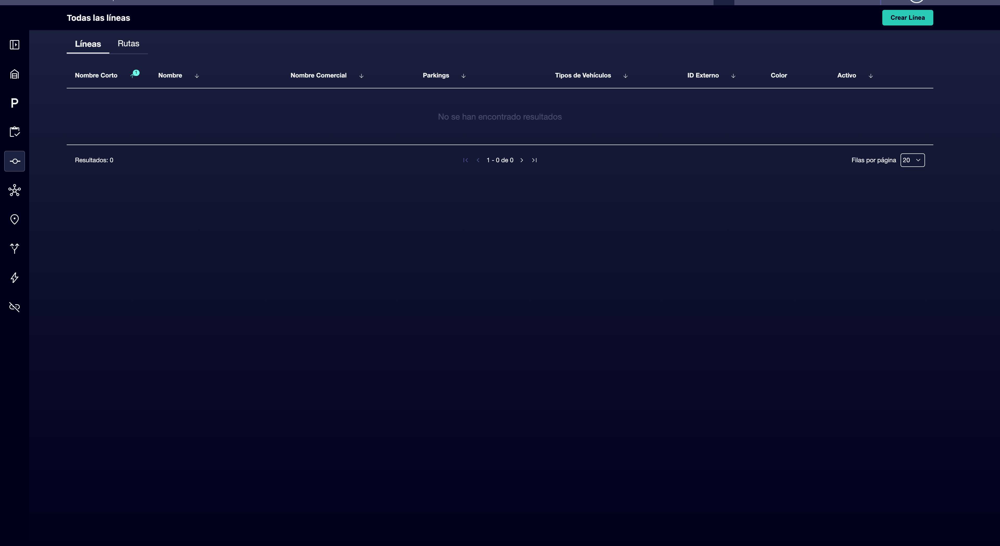 Todas las líneas
Crear Línea
Líneas Rutas
Nombre Corto 1 Nombre Nombre Comercial Parkings Tipos de Vehículos ID Externo Color Activo
No se han encontrado resultados
Resultados: 0 1 - 0 de 0 Filas por página 20
P